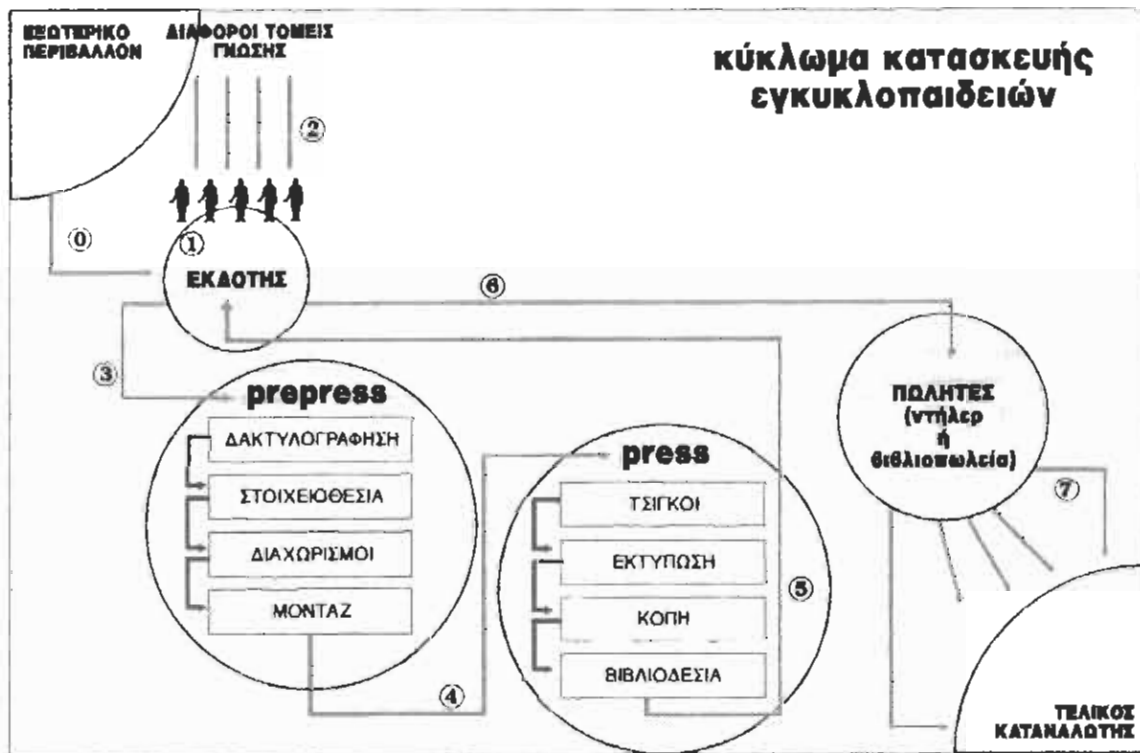 ΕΞΩΤΕΡΙΚΟ
ΠΕΡΙΒΑΛΛΟΝ
ΔΙΑΦΟΡΟΙ ΤΟΜΕΙΣ
ΓΝΩΣΗΣ
κύκλωμα κατασκευής
εγκυκλοπαιδειών
2
0
1
ΕΚΔΟΤΗΣ
6
3
prepress
ΔΑΚΤΥΛΟΓΡΑΦΗΣΗ
ΣΤΟΙΧΕΙΟΘΕΣΙΑ
ΔΙΑΧΩΡΙΣΜΟΙ
ΜΟΝΤΑΖ
4
press
ΤΣΙΓΚΟΙ
ΕΚΤΥΠΩΣΗ
ΚΟΠΗ
ΒΙΒΛΙΟΔΕΣΙΑ
5
ΠΩΛΗΤΕΣ
(ντήλερ
ή
βιβλιοπωλεία)
7
ΤΕΛΙΚΟΣ
ΚΑΤΑΝΑΛΩΤΗΣ